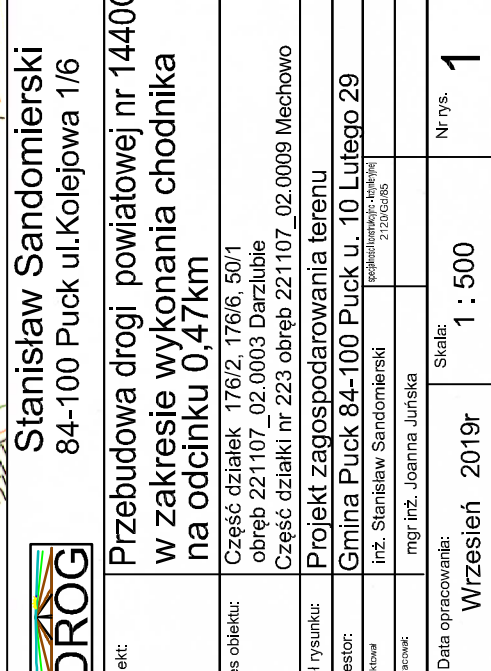 DROG
Stanisław Sandomierski
84-100 Puck ul.Kolejowa 1/6
ekt:
Przebudowa drogi powiatowej nr 1440
w zakresie wykonania chodnika
na odcinku 0,47km
s obiektu:
Część działek 176/2, 176/6, 50/1
obręb 221107_02.0003 Darzlubie
Część działki nr 223 obręb 221107_02.0009 Mechowo
ł rysunku:
Projekt zagospodarowania terenu
estor:
Gmina Puck 84-100 Puck u. 10 Lutego 29
ktował
inż. Stanisław Sandomierski
specjalności konstrukcyjno - inżynieryjnej
2120/Gd/85
acował:
mgr inż. Joanna Juńska
Data opracowania:
Wrzesień 2019r
Skala:
1 : 500
Nr rys.
1